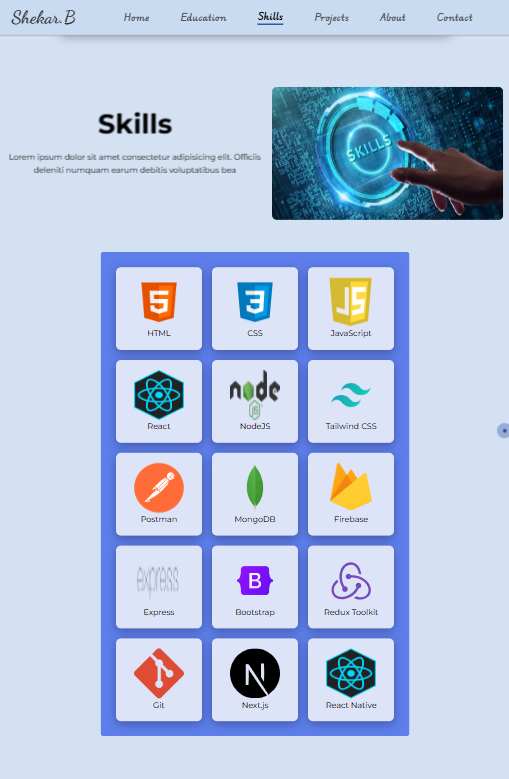 Shekar.B Home Education Skills Projects About Contact
Skills
Lorem ipsum dolor sit amet consectetur adipisicing elit. Officiis
deleniti numquam earum debitis voluptatibus bea
SKILLS
5 3 JS
HTML CSS JavaScript
node
JS
React NodeJS Tailwind CSS
Postman MongoDB Firebase
express B
Express Bootstrap Redux Toolkit
N
Git Next.js React Native